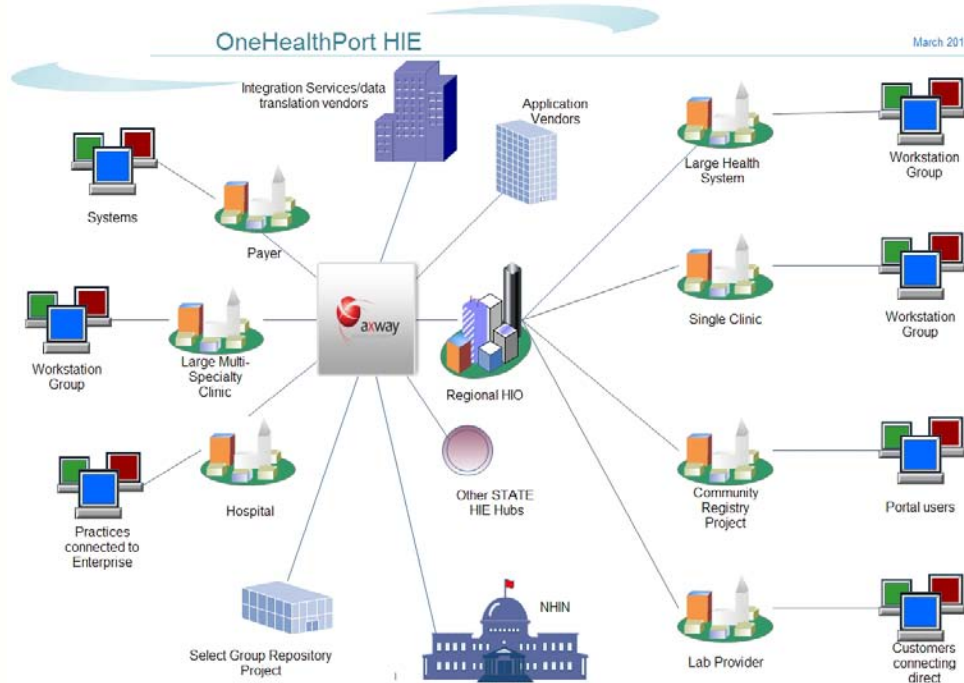 OneHealthPort HIE
March 201
Integration Services/data
translation vendors
Application
Vendors
Large Health
System
Workstation
Group
Systems
Payer
axway
Single Clinic
Workstation
Group
Workstation
Group
Large Multi-
Specialty
Clinic
Regional HIO
Hospital
Other STATE
HIE Hubs
Community
Registry
Project
Portal users
Practices
connected to
Enterprise
NHIN
Select Group Repository
Project
1
Lab Provider
Customers
connecting
direct